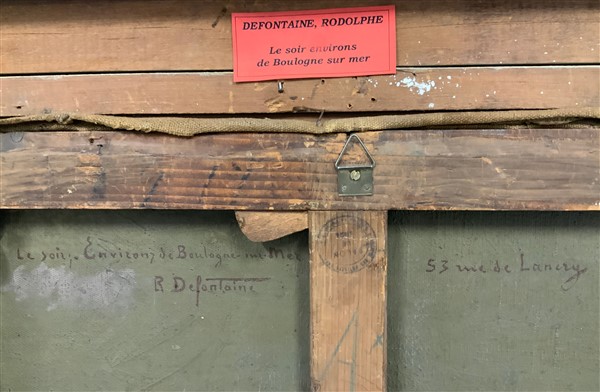 DEFONTAINE, RODOLPHE
Le soir environs
de Boulogne sur mer
Le soir, Environs de Boulogne-sur-Mer
R Defontaine
53 rue de Lancry